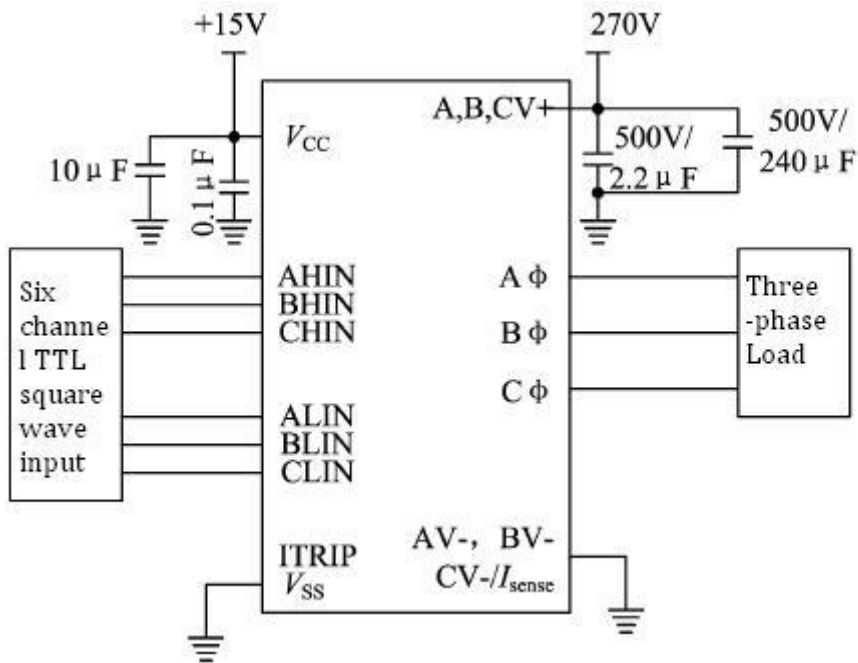 +15V
270V
A,B,CV+
VCC
10 μ F
0.1 μ F
500V/
2.2 μ F
500V/
240 μ F
Six
channe
l TTL
square
wave
input
AHIN
BHIN
CHIN
ALIN
BLIN
CLIN
A Φ
B Φ
C Φ
Three
-phase
Load
ITRIP
VSS
AV-, BV-
CV-/Isense